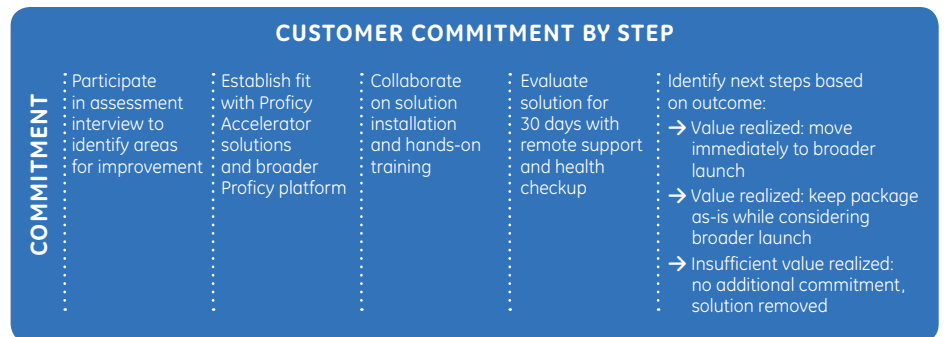 CUSTOMER COMMITMENT BY STEP
COMMITMENT
Participate
in assessment
interview to
identify areas
for improvement
Establish fit
with Proficy
Accelerator
solutions
and broader
Proficy platform
Collaborate
on solution
installation
and hands-on
training
Evaluate
solution for
30 days with
remote support
and health
checkup
Identify next steps based
on outcome:
→ Value realized: move
immediately to broader
launch
→ Value realized: keep package
as-is while considering
broader launch
→ Insufficient value realized:
no additional commitment,
solution removed